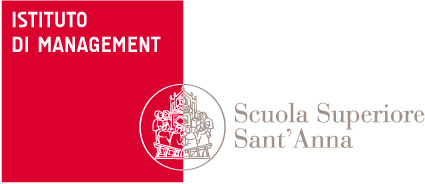 ISTITUTO
DI MANAGEMENT
Scuola Superiore
Sant'Anna